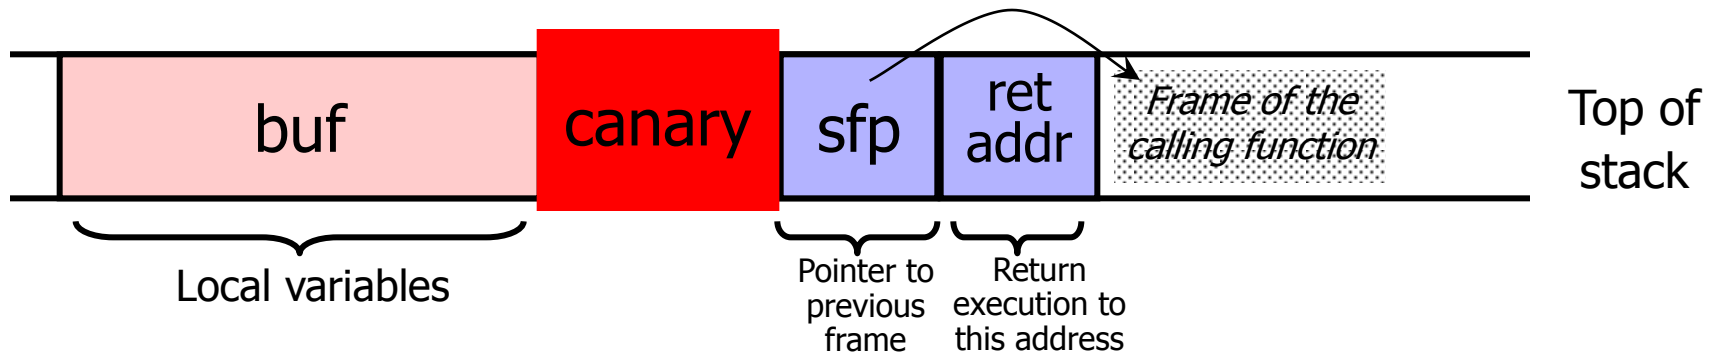 buf
canary
sfp
ret
addr
Frame of the
calling function
Top of
stack
Local variables
Pointer to
previous
frame
Return
execution to
this address